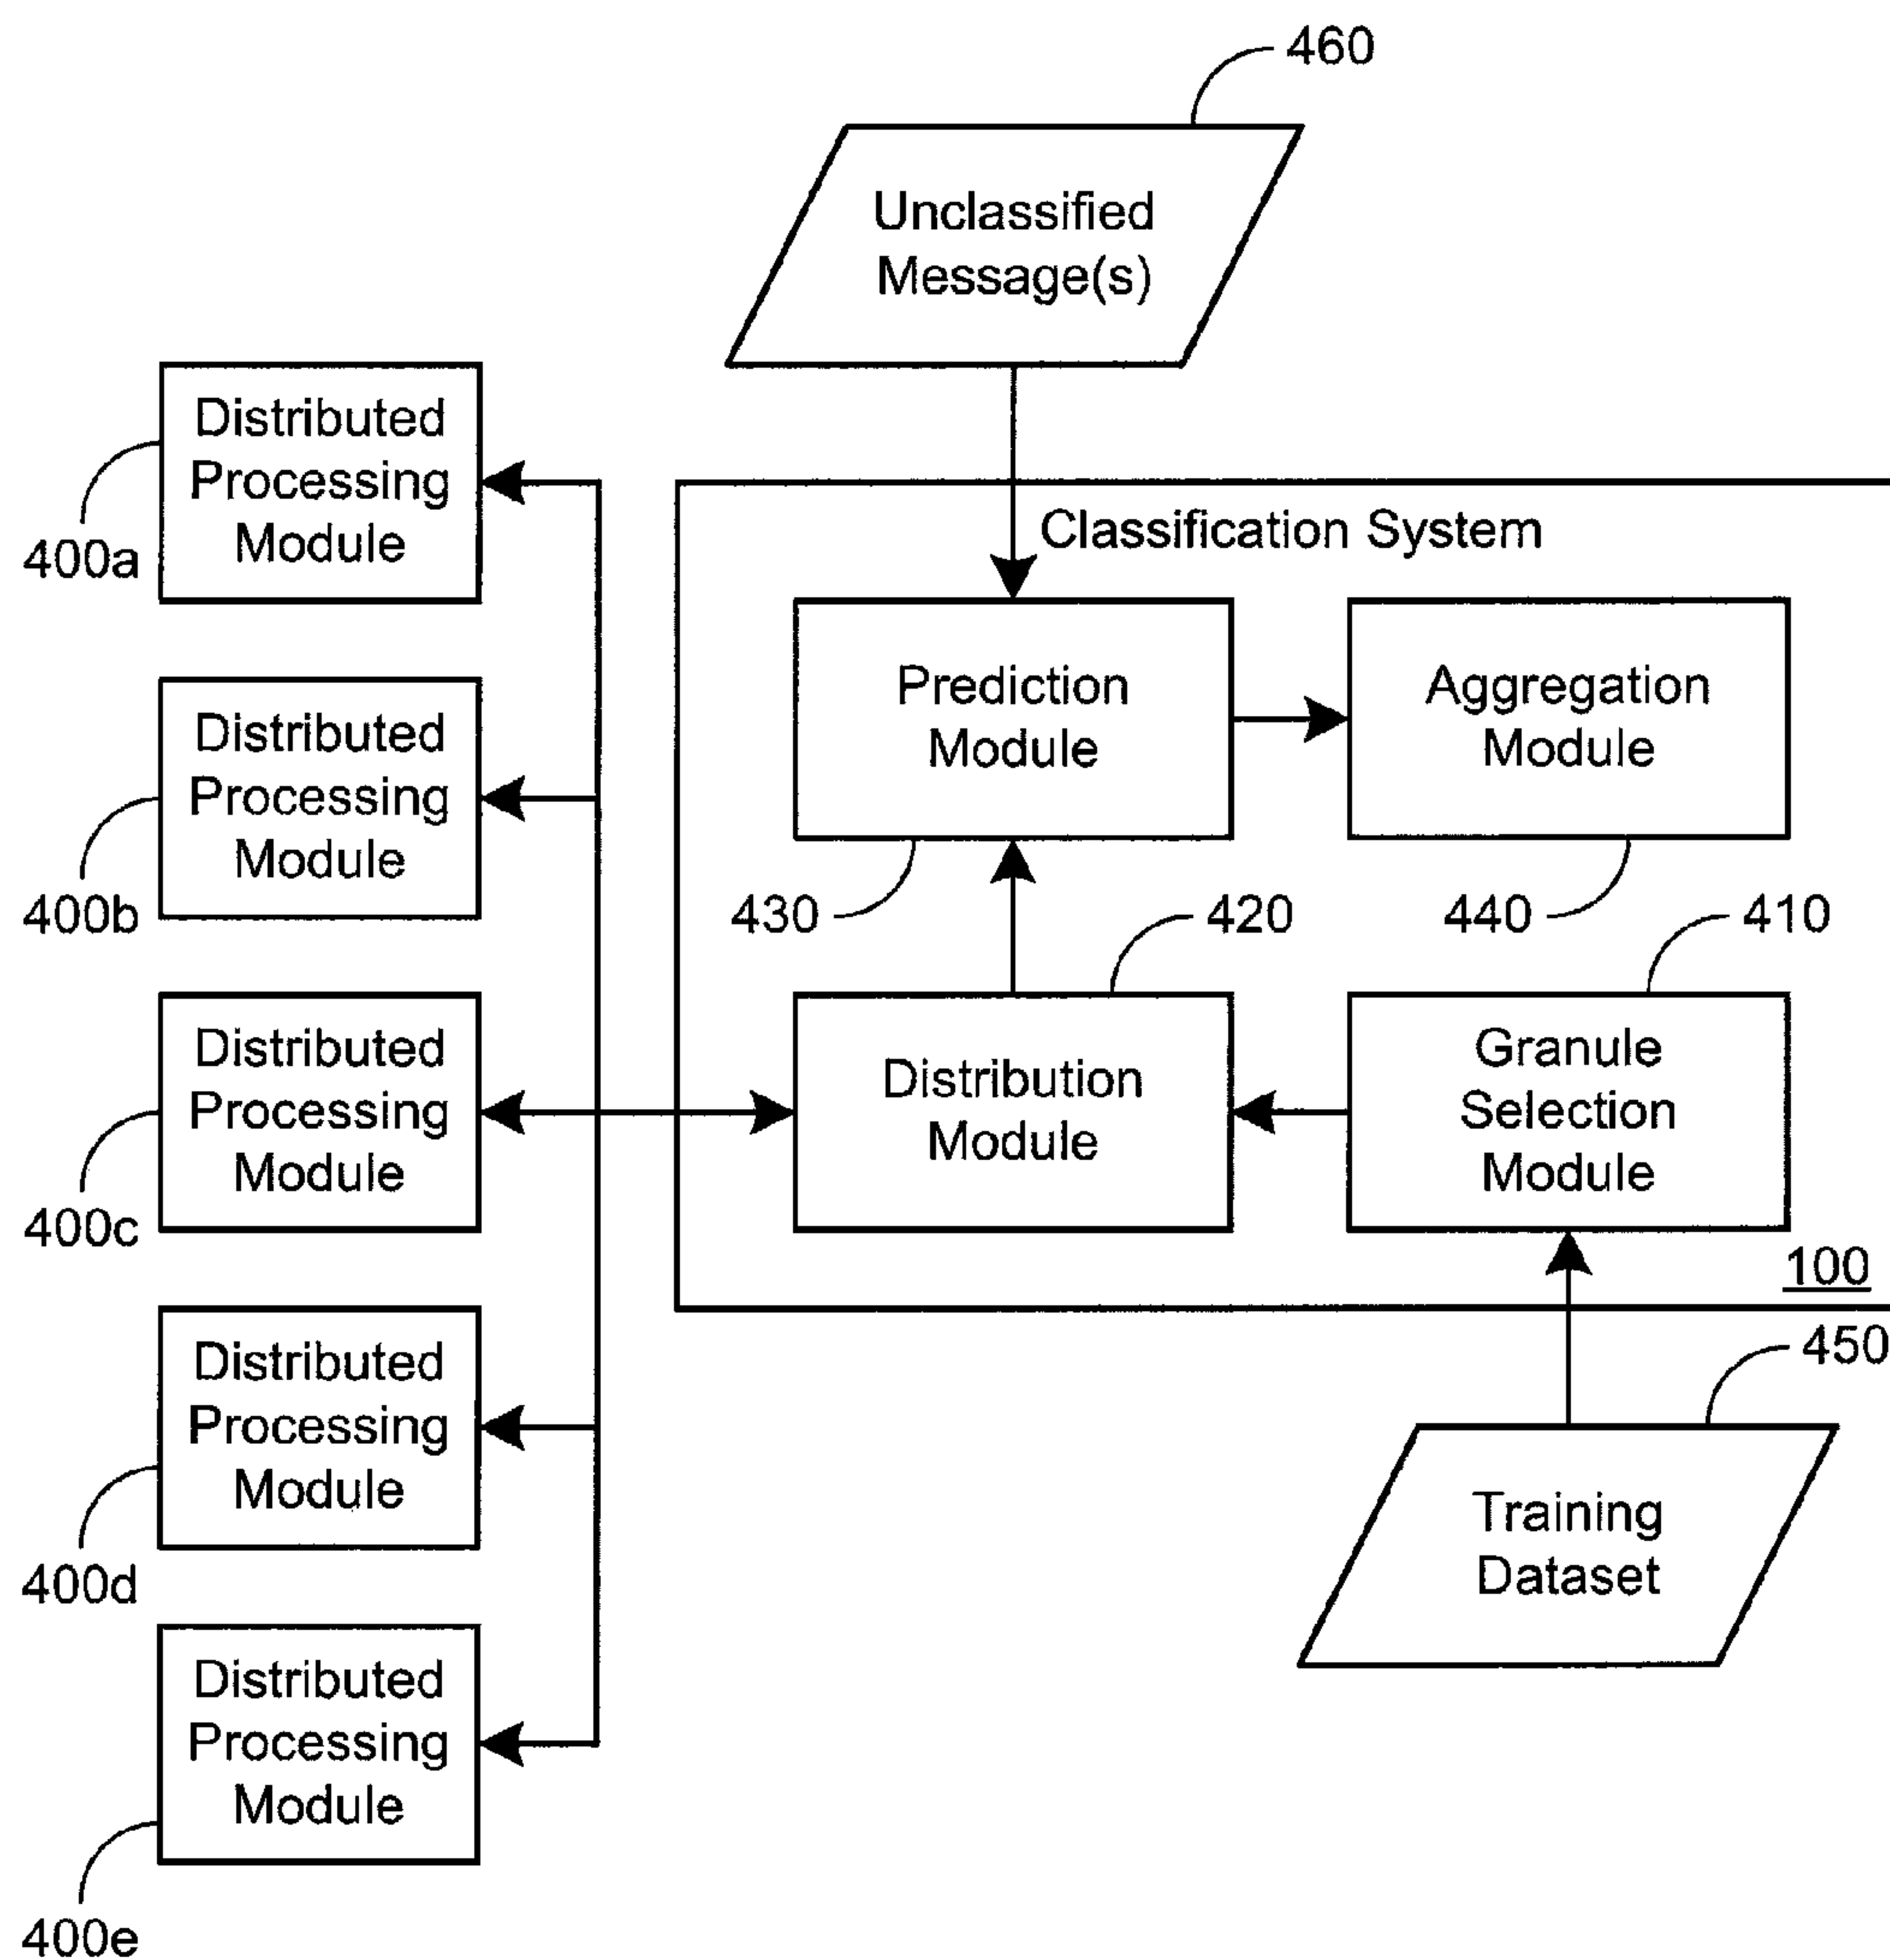 460
Unclassified
Message(s)
Distributed
Processing
Module
400a
Classification System
Prediction
Module
Aggregation
Module
Distributed
Processing
Module
400b
430
420
440
410
Distributed
Processing
Module
400c
Distribution
Module
Granule
Selection
Module
100
450
Distributed
Processing
Module
400d
Training
Dataset
Distributed
Processing
Module
400e